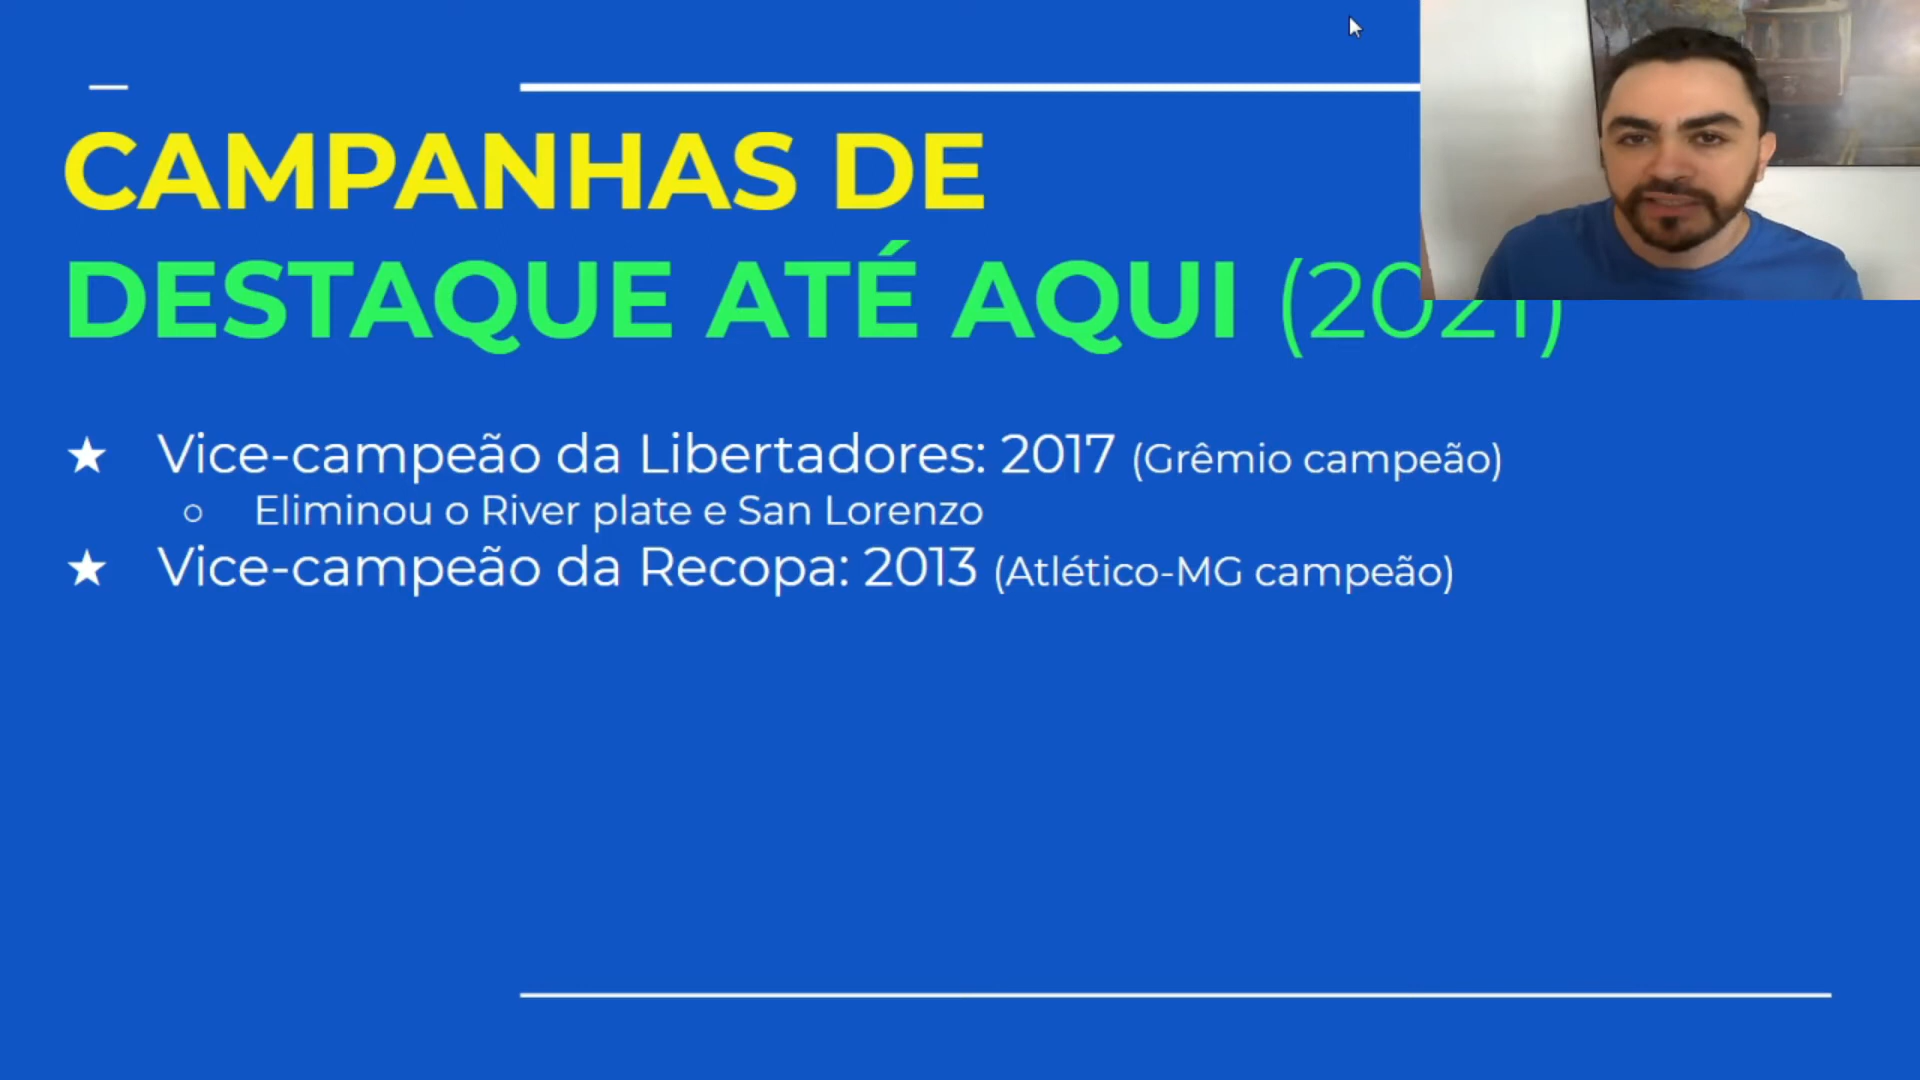 CAMPANHAS DE
DESTAQUE ATÉ AQUI (2021)
★ Vice-campeão da Libertadores: 2017 (Grêmio campeão)
○ Eliminou o River plate e San Lorenzo
★ Vice-campeão da Recopa: 2013 (Atlético-MG campeão)